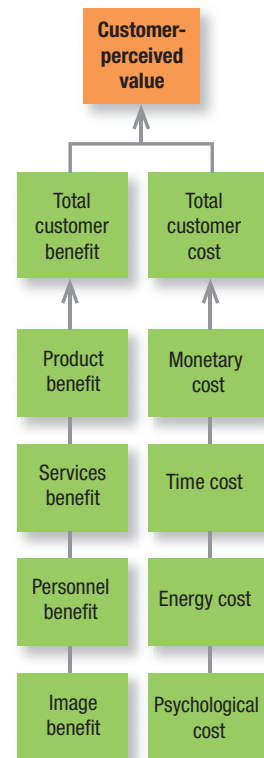 Customer-
perceived
value
Total
customer
benefit
Total
customer
cost
Product
benefit
Monetary
cost
Services
benefit
Time cost
Personnel
benefit
Energy cost
Image
benefit
Psychological
cost